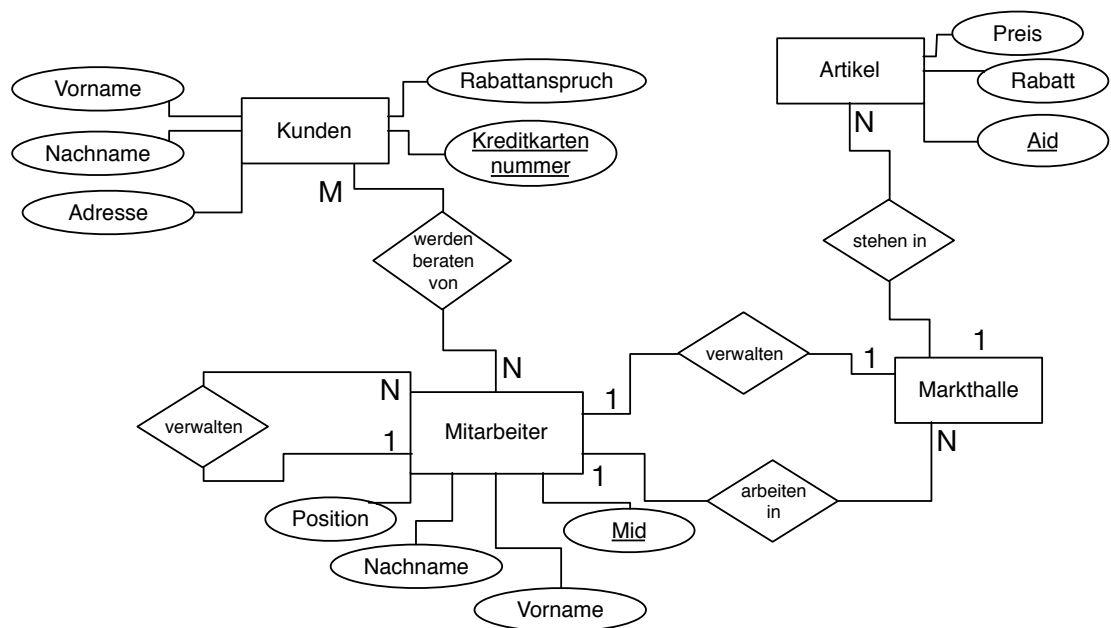 Preis
Artikel
Rabatt
Rabattanspruch
Vorname
Kunden
N
Kreditkarten
nummer
Aid
Nachname
M
Adresse
werden
beraten
von
stehen in
1
verwalten
1
N
Markthalle
N
1
verwalten
Mitarbeiter
1
N
1
arbeiten
in
Position
Mid
Nachname
Vorname